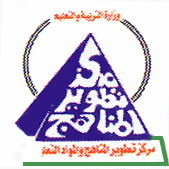 وزارة التربية والتعليم
مركز
تطوير
المناهج
مركز تطوير المناهج والمواد التعليمية